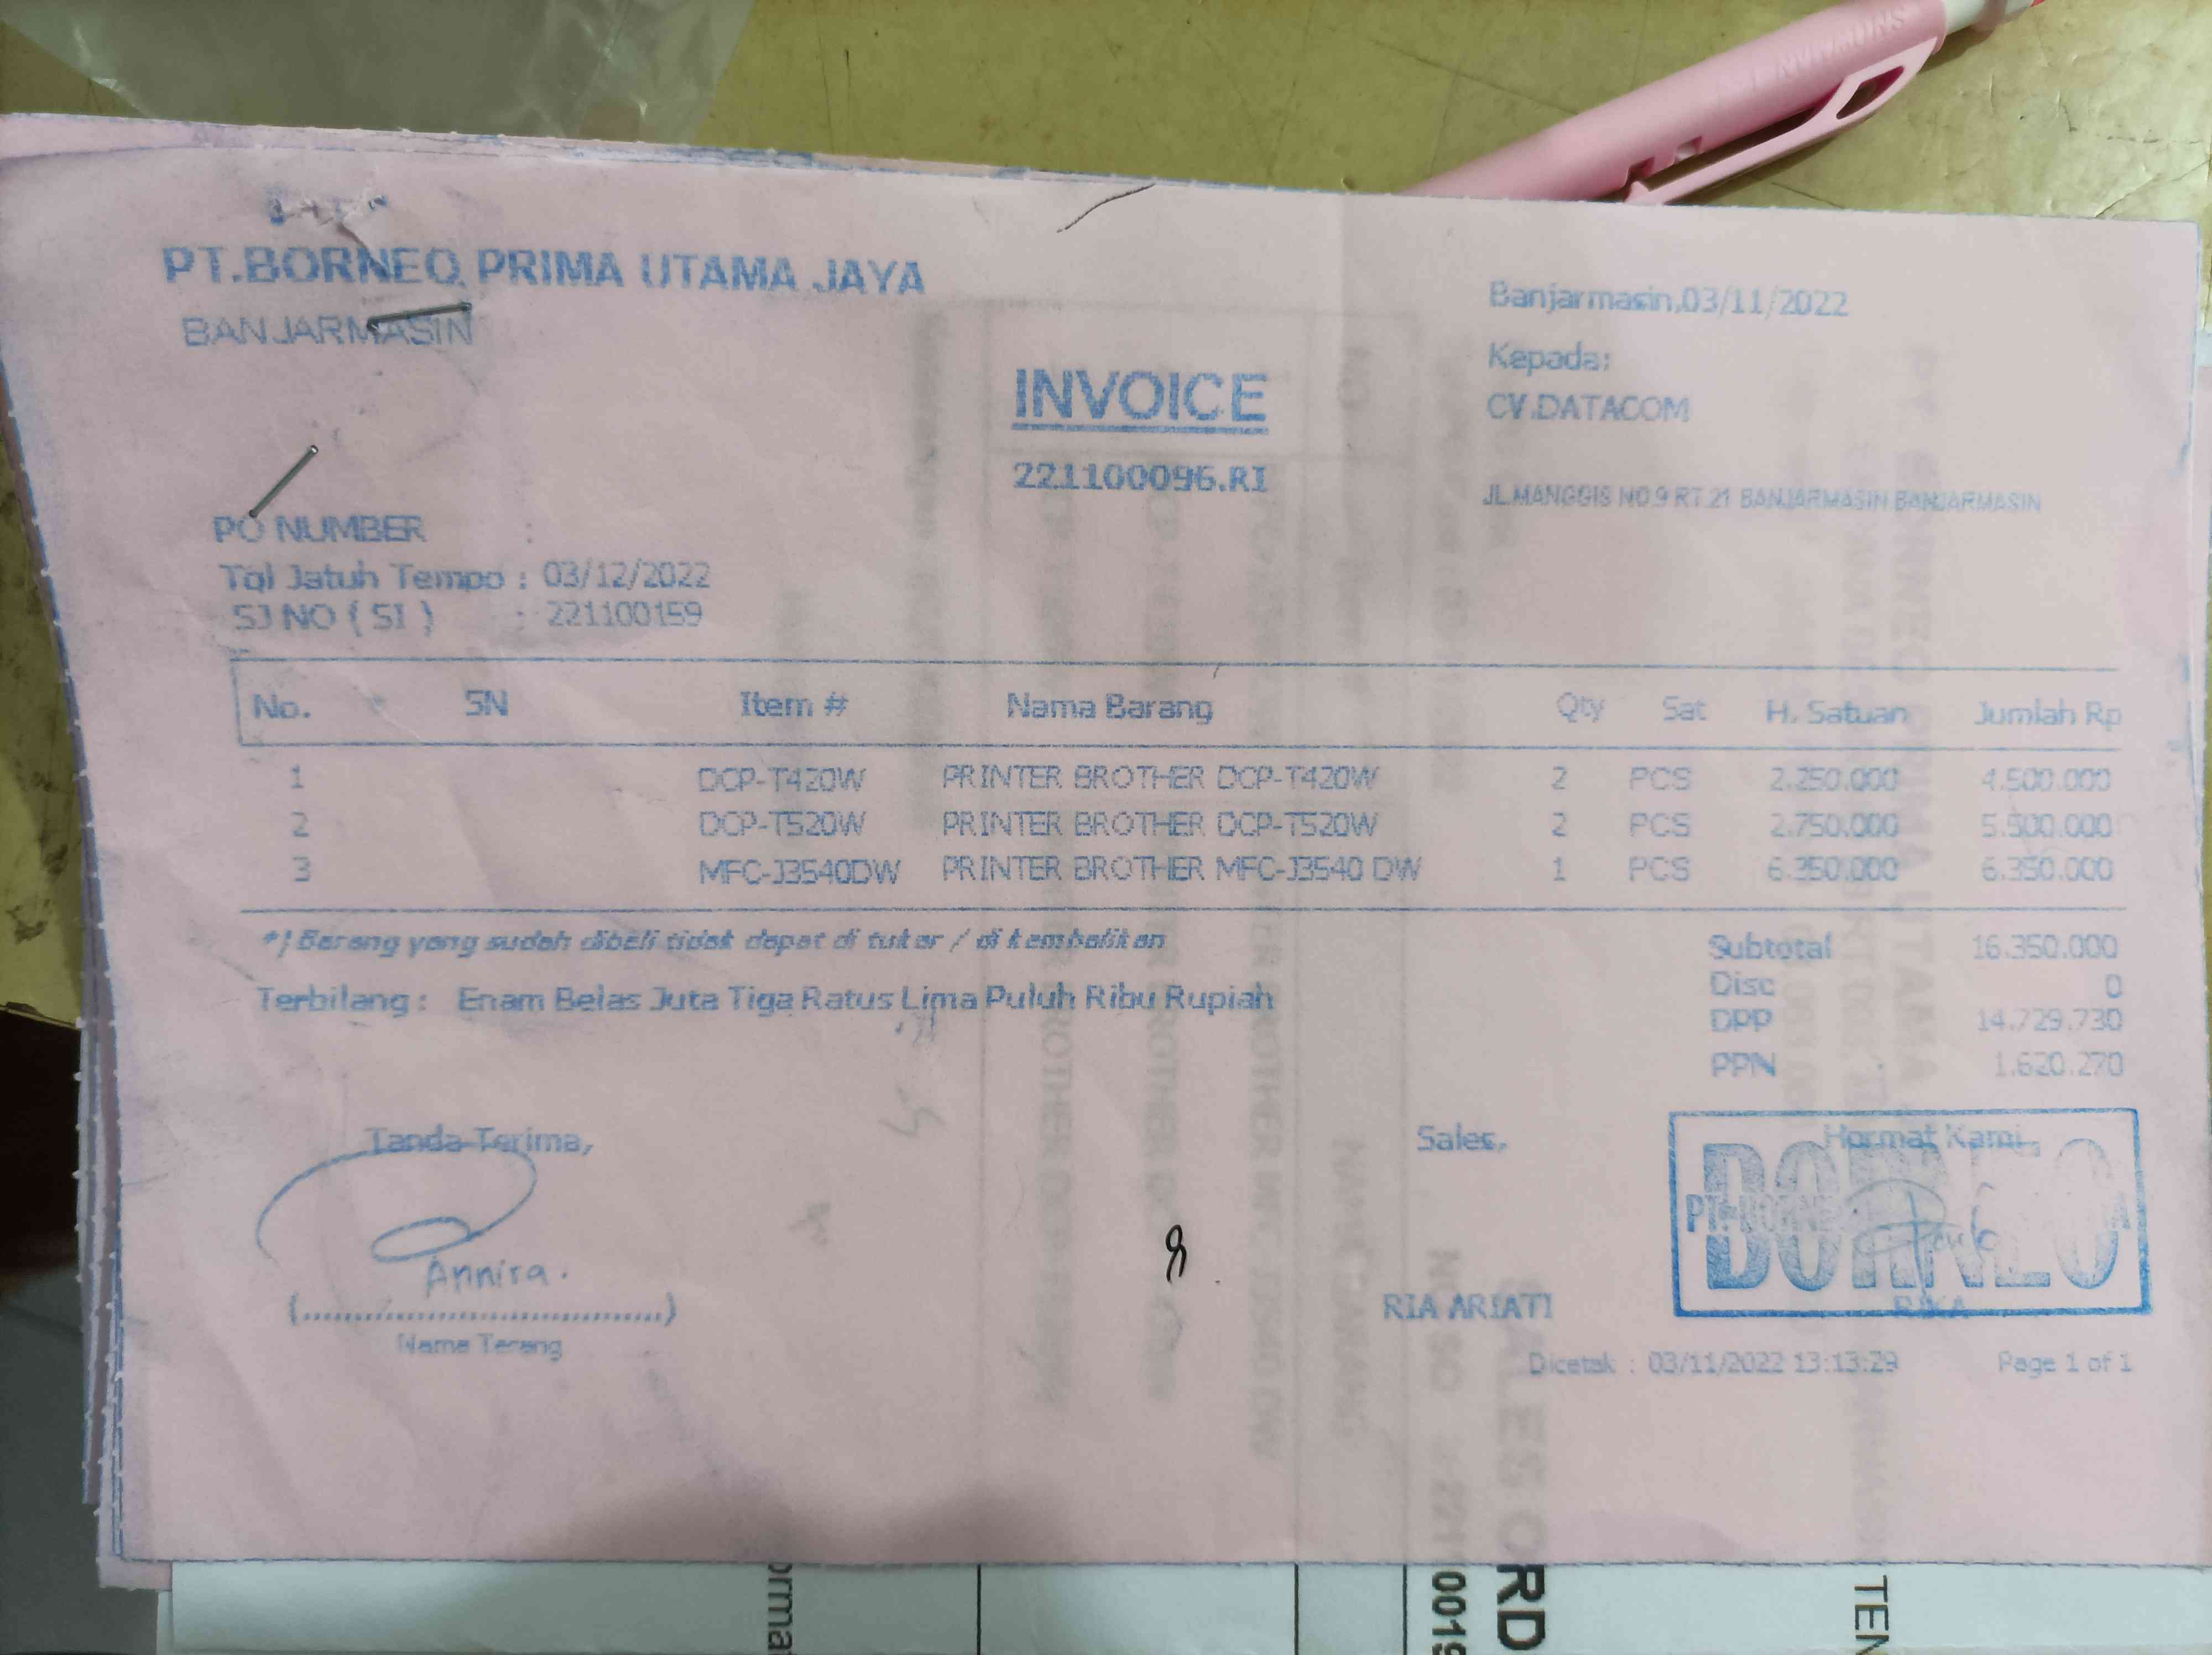 PT.BORNEO PRIMA UTAMA JAYA
BANJARMASIN
Banjarmasin,03/11/2022
Kepada:
CV.DATACOM
JL.MANGGIS NO.9 RT.21 BANJARMASIN BANJARMASIN
INVOICE
221100096.RI
PO NUMBER :
Tgl Jatuh Tempo : 03/12/2022
SJ NO ( SI ) : 221100159
No. SN Item # Nama Barang Qty Sat H. Satuan Jumlah Rp
1 DCP-T420W PRINTER BROTHER DCP-T420W 2 PCS 2.250.000 4.500.000
2 DCP-T520W PRINTER BROTHER DCP-T520W 2 PCS 2.750.000 5.500.000
3 MFC-J3540DW PRINTER BROTHER MFC-J3540 DW 1 PCS 6.350.000 6.350.000
*) Barang yang sudah dibeli tidak dapat di tukar / di kembalikan
Terbilang : Enam Belas Juta Tiga Ratus Lima Puluh Ribu Rupiah
Subtotal 16.350.000
Disc 0
DPP 14.729.730
PPN 1.620.270
Tanda Terima,
Sales,
Hormat Kami,
BORNEO
Annisa.
(.................................)
Nama Terang
RIA ARIATI
RIKA
Dicetak : 03/11/2022 13:13:29 Page 1 of 1